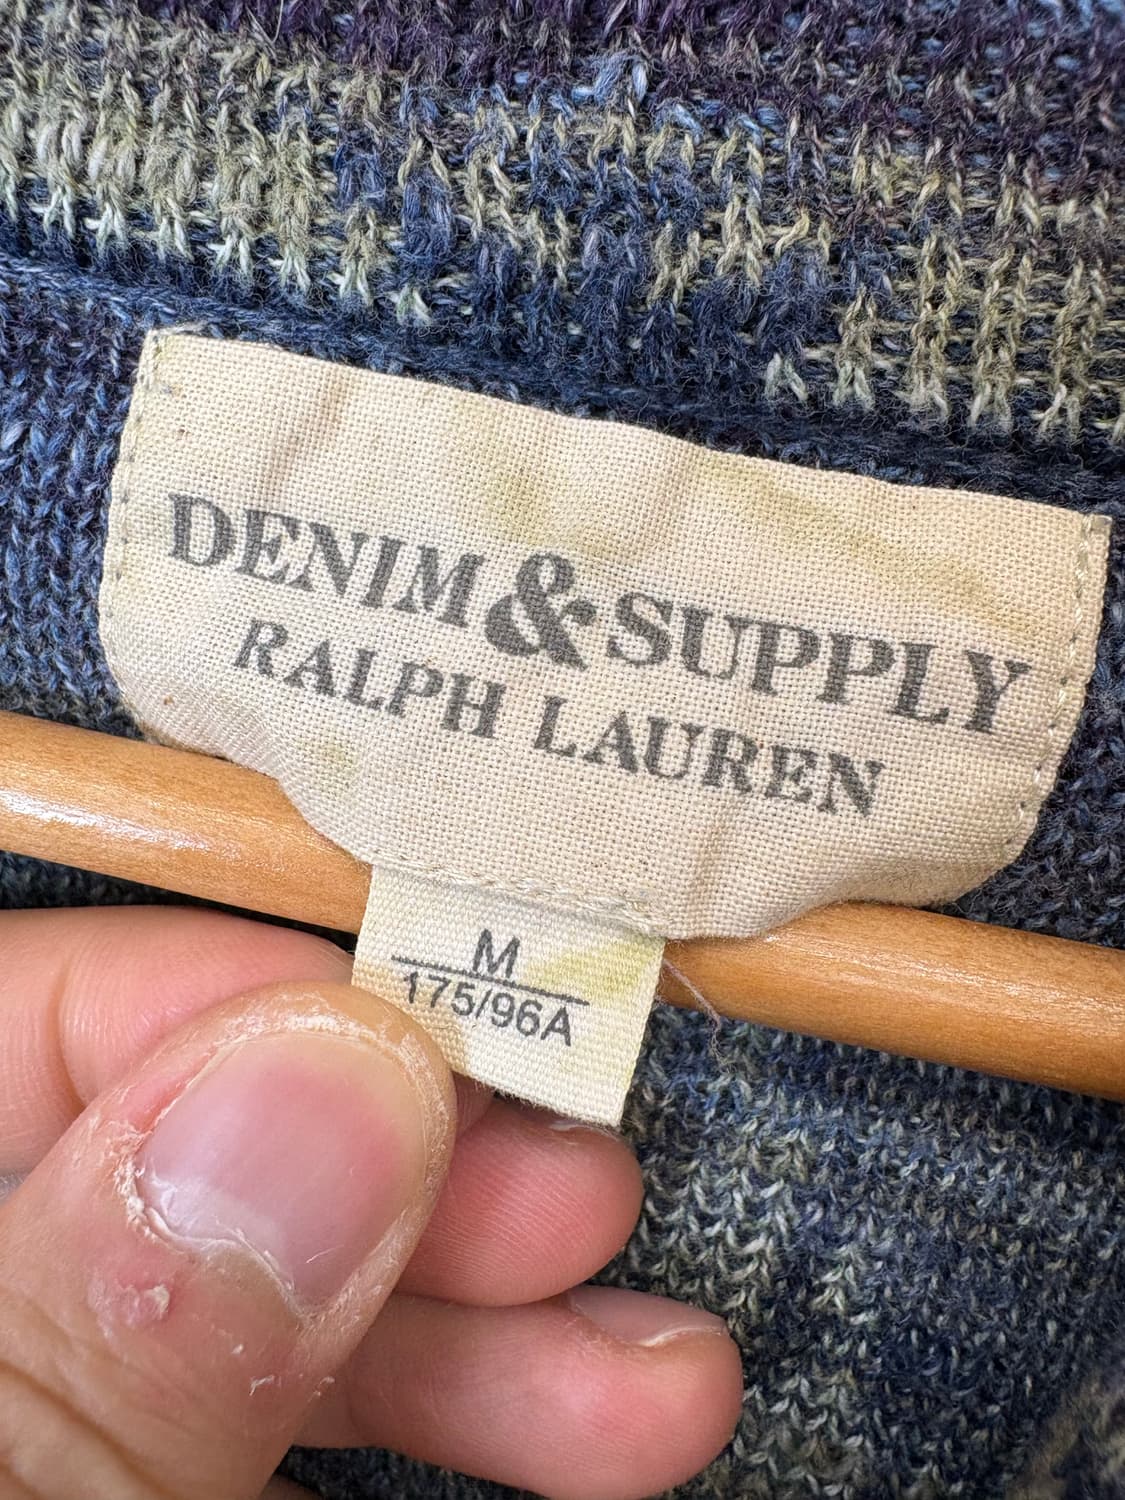 DENIM & SUPPLY
RALPH LAUREN
M
175/96A